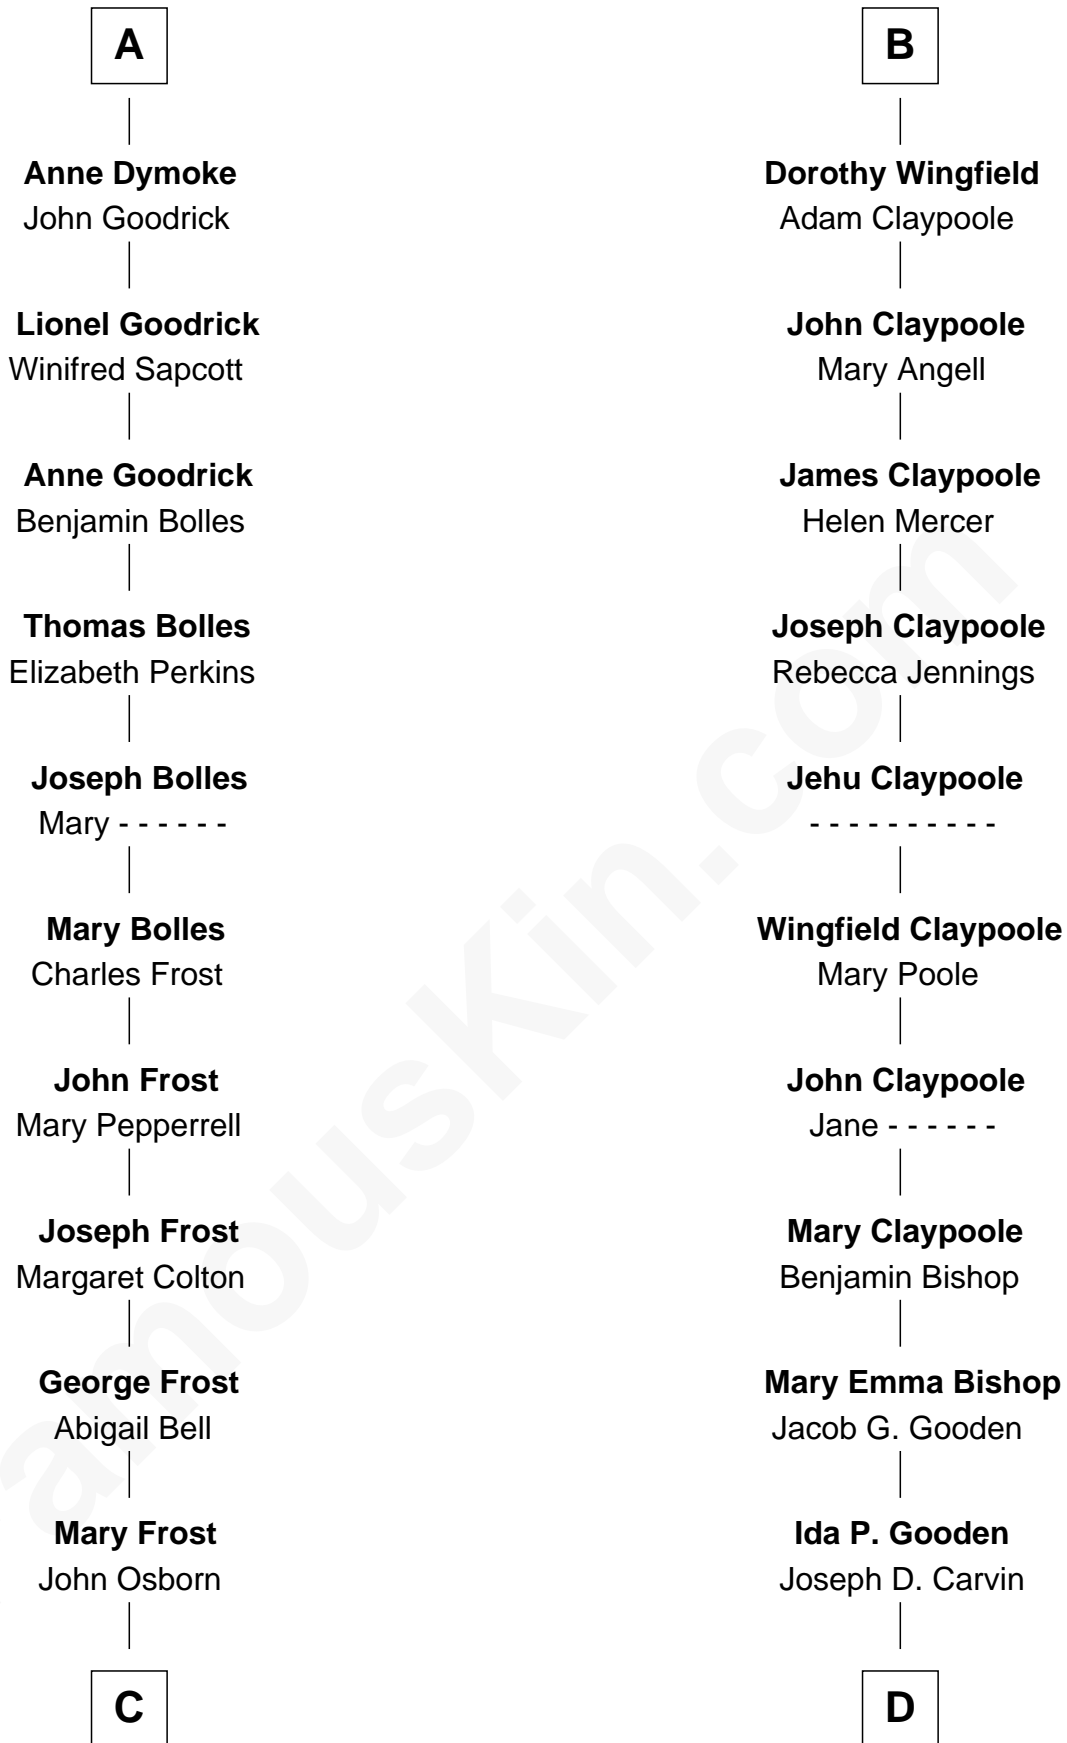 A
Anne Dymoke
John Goodrick
Lionel Goodrick
Winifred Sapcott
Anne Goodrick
Benjamin Bolles
Thomas Bolles
Elizabeth Perkins
Joseph Bolles
Mary - - - - - -
Mary Bolles
Charles Frost
John Frost
Mary Pepperrell
Joseph Frost
Margaret Colton
George Frost
Abigail Bell
Mary Frost
John Osborn
C
B
Dorothy Wingfield
Adam Claypoole
John Claypoole
Mary Angell
James Claypoole
Helen Mercer
Joseph Claypoole
Rebecca Jennings
Jehu Claypoole
- - - - - - - - - -
Wingfield Claypoole
Mary Poole
John Claypoole
Jane - - - - - -
Mary Claypoole
Benjamin Bishop
Mary Emma Bishop
Jacob G. Gooden
Ida P. Gooden
Joseph D. Carvin
D
amousKin.com